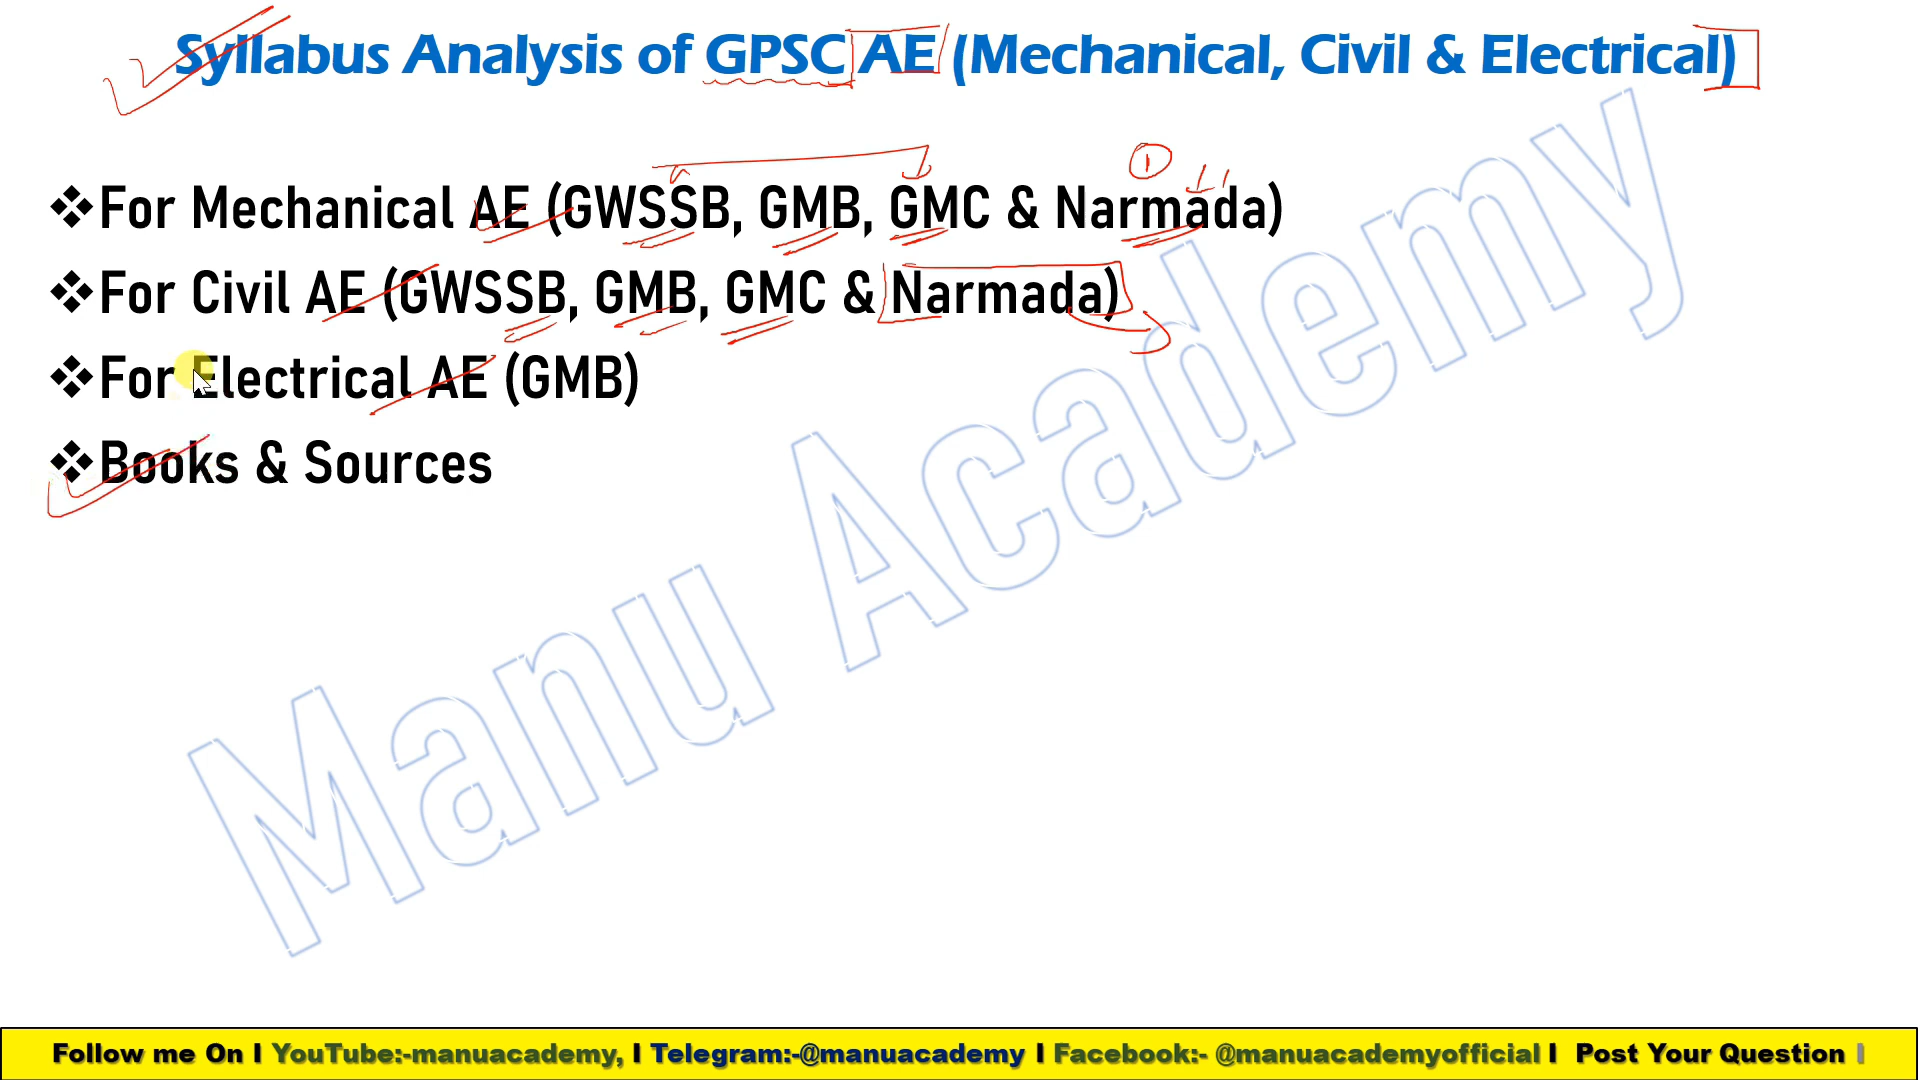 Syllabus Analysis of GPSC AE (Mechanical, Civil & Electrical)
①
❖For Mechanical AE (GWSSB, GMB, GMC & Narmada)
❖For Civil AE (GWSSB, GMB, GMC & Narmada)
❖For Electrical AE (GMB)
❖Books & Sources
Manu Academy
Follow me On I YouTube:-manuacademy, I Telegram:-@manuacademy I Facebook:- @manuacademyofficial I Post Your Question I